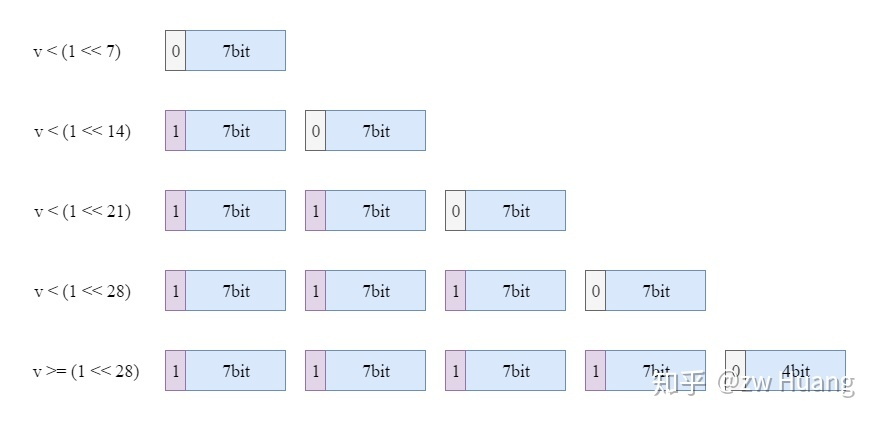 v < (1 << 7) 0 7bit
v < (1 << 14) 1 7bit 0 7bit
v < (1 << 21) 1 7bit 1 7bit 0 7bit
v < (1 << 28) 1 7bit 1 7bit 1 7bit 0 7bit
v >= (1 << 28) 1 7bit 1 7bit 1 7bit 1 7bit 0 4bit
知乎 @zw Huang